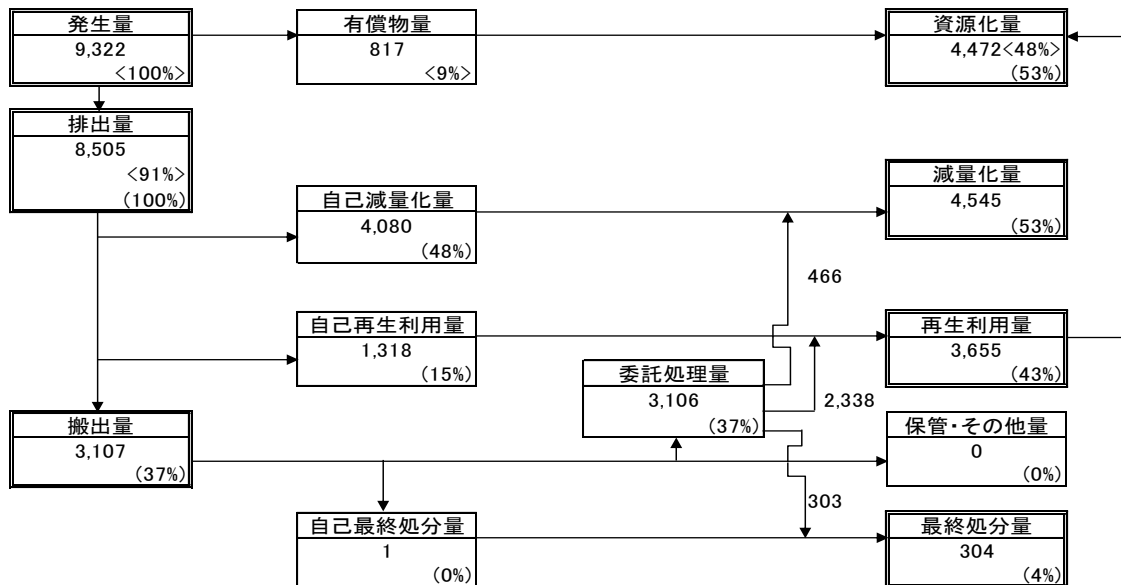 発生量
9,322
<100%>
有償物量
817
<9%>
資源化量
4,472<48%>
(53%)
排出量
8,505
<91%>
(100%)
自己減量化量
4,080
(48%)
減量化量
4,545
(53%)
466
自己再生利用量
1,318
(15%)
再生利用量
3,655
(43%)
委託処理量
3,106
(37%)
2,338
搬出量
3,107
(37%)
保管・その他量
0
(0%)
303
自己最終処分量
1
(0%)
最終処分量
304
(4%)